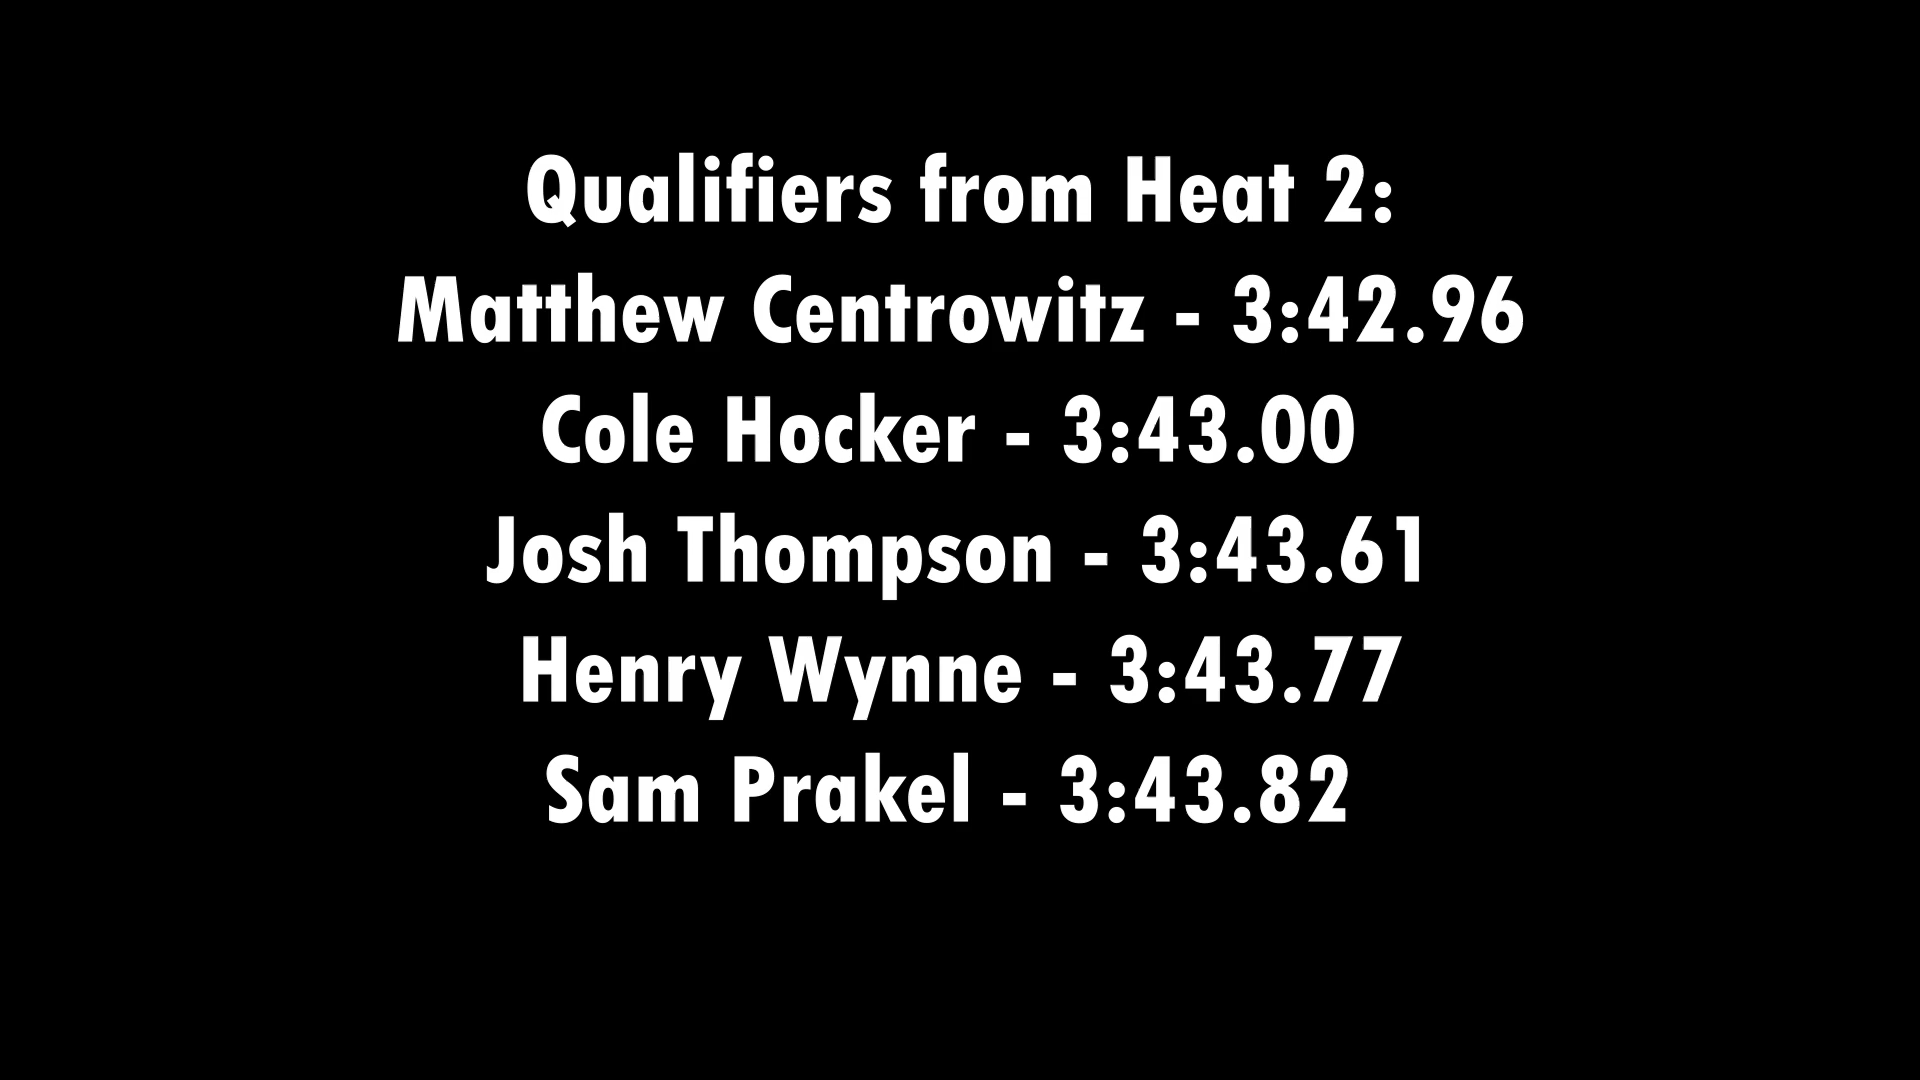 Qualifiers from Heat 2:
Matthew Centrowitz - 3:42.96
Cole Hocker - 3:43.00
Josh Thompson - 3:43.61
Henry Wynne - 3:43.77
Sam Prakel - 3:43.82